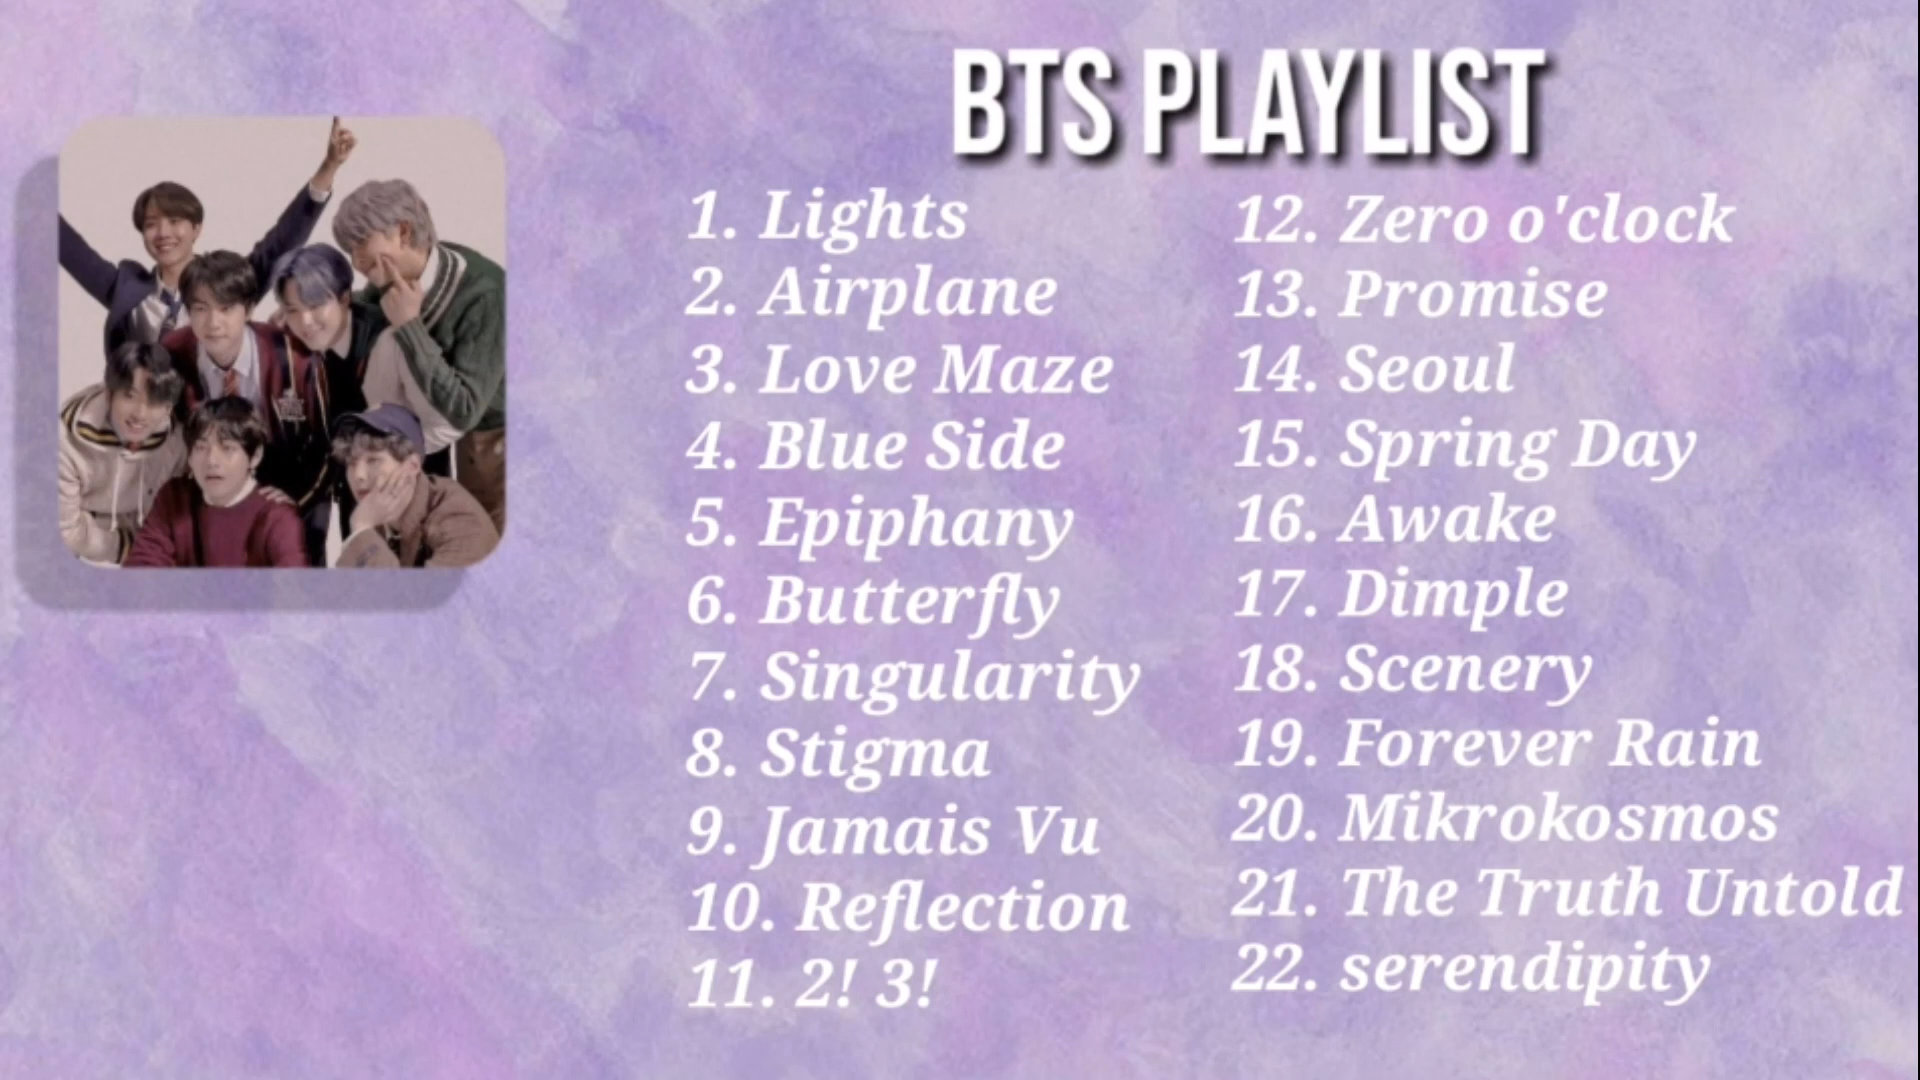 BTS PLAYLIST
1. Lights
2. Airplane
3. Love Maze
4. Blue Side
5. Epiphany
6. Butterfly
7. Singularity
8. Stigma
9. Jamais Vu
10. Reflection
11. 2! 3!
12. Zero o'clock
13. Promise
14. Seoul
15. Spring Day
16. Awake
17. Dimple
18. Scenery
19. Forever Rain
20. Mikrokosmos
21. The Truth Untold
22. serendipity